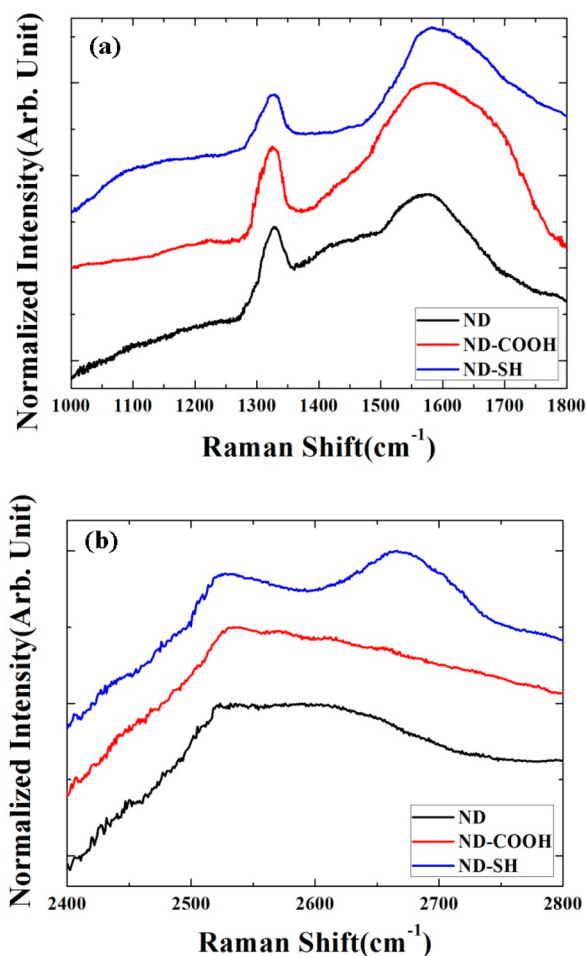 (a)
Normalized Intensity(Arb. Unit)
ND
ND-COOH
ND-SH
1000 1100 1200 1300 1400 1500 1600 1700 1800
Raman Shift(cm⁻¹)
(b)
Normalized Intensity(Arb. Unit)
ND
ND-COOH
ND-SH
2400 2500 2600 2700 2800
Raman Shift(cm⁻¹)